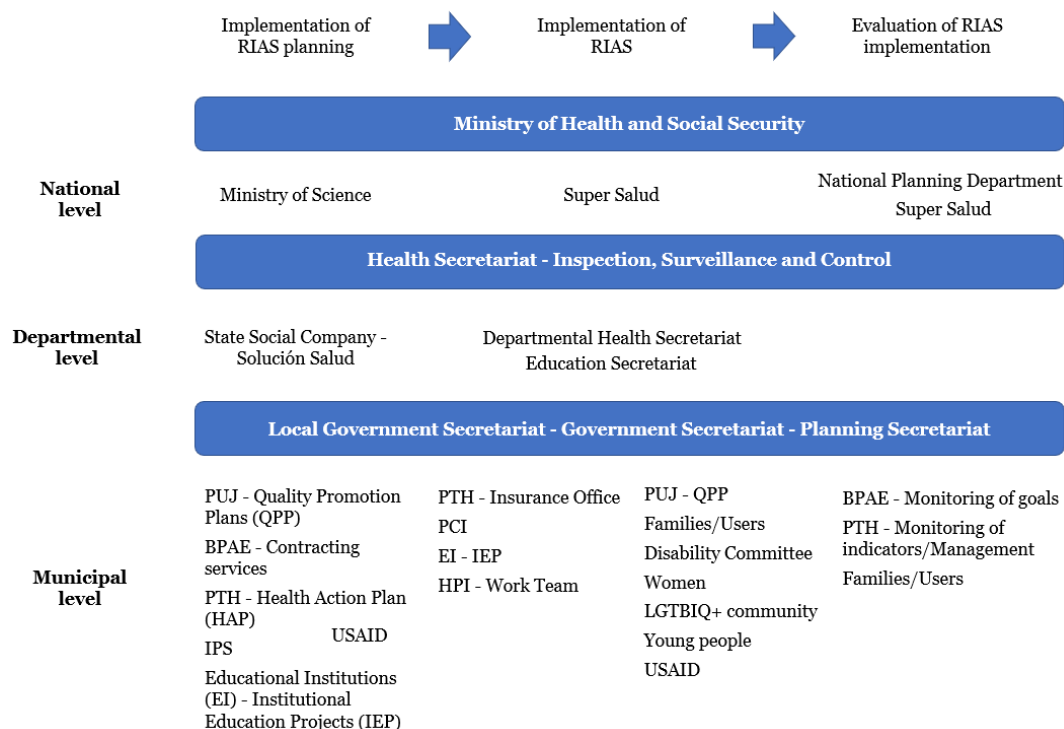 Implementation of
RIAS planning
Implementation of
RIAS
Evaluation of RIAS
implementation
Ministry of Health and Social Security
National
level
Ministry of Science
Super Salud
National Planning Department
Super Salud
Health Secretariat - Inspection, Surveillance and Control
Departmental
level
State Social Company -
Solución Salud
Departmental Health Secretariat
Education Secretariat
Local Government Secretariat - Government Secretariat - Planning Secretariat
Municipal
level
PUJ - Quality Promotion
Plans (QPP)
BPAE - Contracting
services
PTH - Health Action Plan
(HAP)
USAID
IPS
Educational Institutions
(EI) - Institutional
Education Projects (IEP)
PTH - Insurance Office
PCI
EI - IEP
HPI - Work Team
PUJ - QPP
Families/Users
Disability Committee
Women
LGTBIQ+ community
Young people
USAID
BPAE - Monitoring of goals
PTH - Monitoring of
indicators/Management
Families/Users